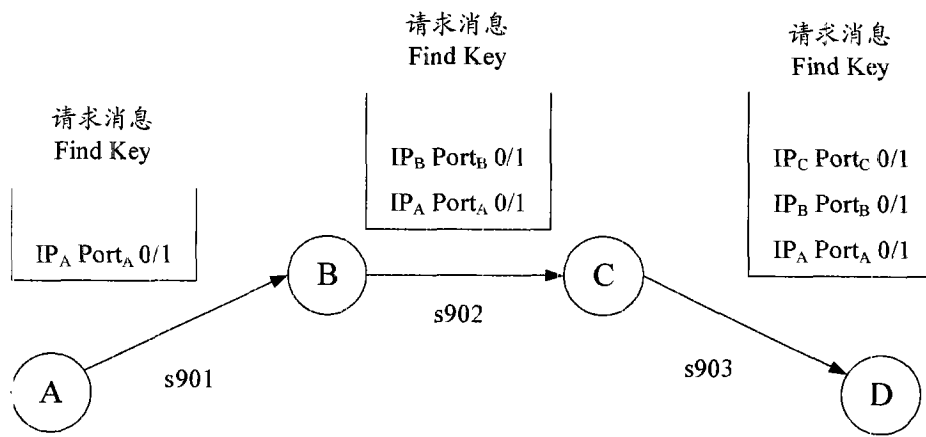 请求消息
Find Key
IP_A Port_A 0/1
请求消息
Find Key
IP_B Port_B 0/1
IP_A Port_A 0/1
请求消息
Find Key
IP_C Port_C 0/1
IP_B Port_B 0/1
IP_A Port_A 0/1
A
s901
B
s902
C
s903
D